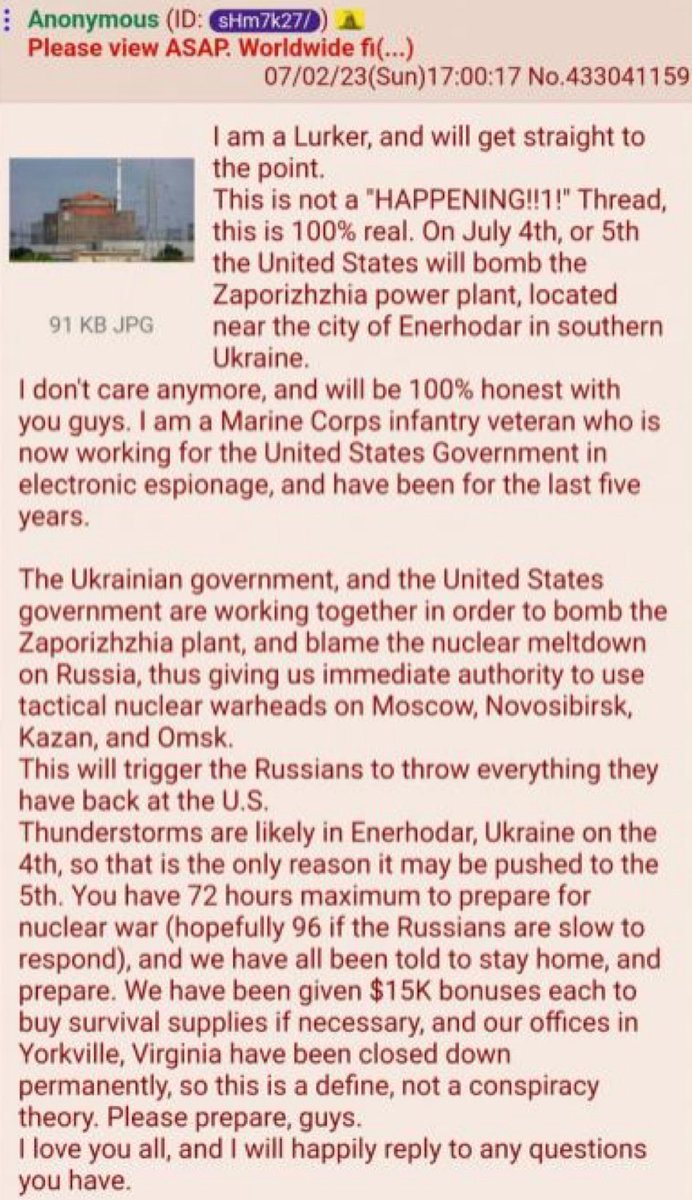 Anonymous (ID: sHm7k27/)
Please view ASAP. Worldwide fi(...)
07/02/23(Sun)17:00:17 No.433041159
I am a Lurker, and will get straight to
the point.
This is not a "HAPPENING!!1!" Thread,
this is 100% real. On July 4th, or 5th
the United States will bomb the
Zaporizhzhia power plant, located
91 KB JPG
near the city of Enerhodar in southern
Ukraine.
I don't care anymore, and will be 100% honest with
you guys. I am a Marine Corps infantry veteran who is
now working for the United States Government in
electronic espionage, and have been for the last five
years.
The Ukrainian government, and the United States
government are working together in order to bomb the
Zaporizhzhia plant, and blame the nuclear meltdown
on Russia, thus giving us immediate authority to use
tactical nuclear warheads on Moscow, Novosibirsk,
Kazan, and Omsk.
This will trigger the Russians to throw everything they
have back at the U.S.
Thunderstorms are likely in Enerhodar, Ukraine on the
4th, so that is the only reason it may be pushed to the
5th. You have 72 hours maximum to prepare for
nuclear war (hopefully 96 if the Russians are slow to
respond), and we have all been told to stay home, and
prepare. We have been given $15K bonuses each to
buy survival supplies if necessary, and our offices in
Yorkville, Virginia have been closed down
permanently, so this is a define, not a conspiracy
theory. Please prepare, guys.
I love you all, and I will happily reply to any questions
you have.